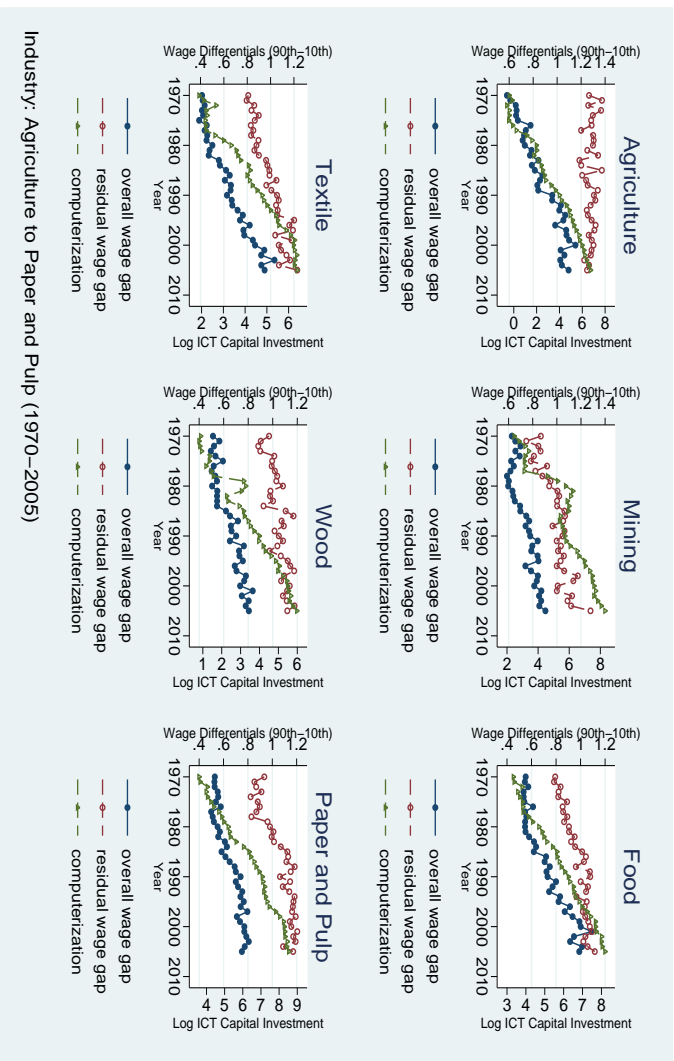 Agriculture
Wage Differentials (90th−10th)
.6 .8 1 1.2 1.4
0 2 4 6 8
Log ICT Capital Investment
1970 1980 1990 2000 2010
Year
overall wage gap
residual wage gap
computerization
Mining
Wage Differentials (90th−10th)
.6 .8 1 1.2 1.4
2 4 6 8
Log ICT Capital Investment
1970 1980 1990 2000 2010
Year
overall wage gap
residual wage gap
computerization
Food
Wage Differentials (90th−10th)
.4 .6 .8 1 1.2
3 4 5 6 7 8
Log ICT Capital Investment
1970 1980 1990 2000 2010
Year
overall wage gap
residual wage gap
computerization
Textile
Wage Differentials (90th−10th)
.4 .6 .8 1 1.2
2 3 4 5 6
Log ICT Capital Investment
1970 1980 1990 2000 2010
Year
overall wage gap
residual wage gap
computerization
Wood
Wage Differentials (90th−10th)
.4 .6 .8 1 1.2
1 2 3 4 5 6
Log ICT Capital Investment
1970 1980 1990 2000 2010
Year
overall wage gap
residual wage gap
computerization
Paper and Pulp
Wage Differentials (90th−10th)
.4 .6 .8 1 1.2
4 5 6 7 8 9
Log ICT Capital Investment
1970 1980 1990 2000 2010
Year
overall wage gap
residual wage gap
computerization
Industry: Agriculture to Paper and Pulp (1970−2005)